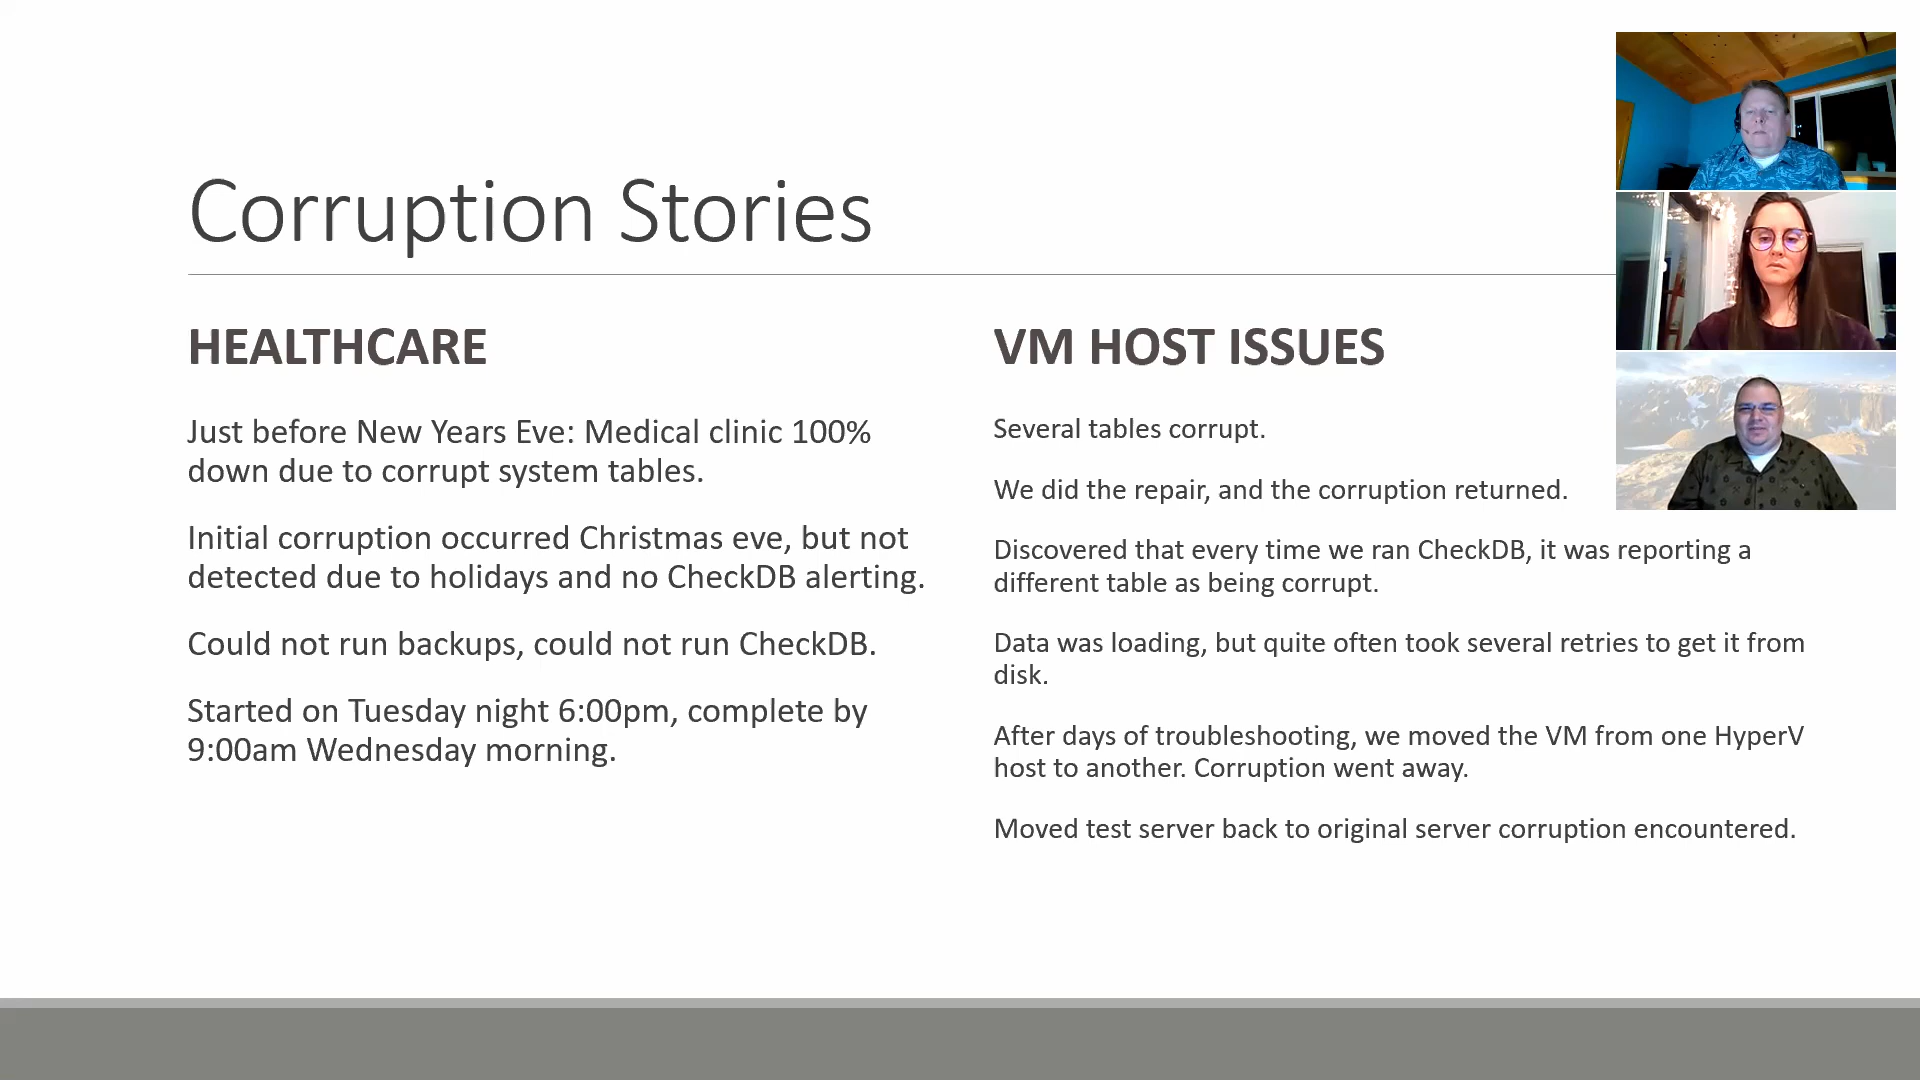 Corruption Stories
HEALTHCARE
Just before New Years Eve: Medical clinic 100%
down due to corrupt system tables.
Initial corruption occurred Christmas eve, but not
detected due to holidays and no CheckDB alerting.
Could not run backups, could not run CheckDB.
Started on Tuesday night 6:00pm, complete by
9:00am Wednesday morning.
VM HOST ISSUES
Several tables corrupt.
We did the repair, and the corruption returned.
Discovered that every time we ran CheckDB, it was reporting a
different table as being corrupt.
Data was loading, but quite often took several retries to get it from
disk.
After days of troubleshooting, we moved the VM from one HyperV
host to another. Corruption went away.
Moved test server back to original server corruption encountered.